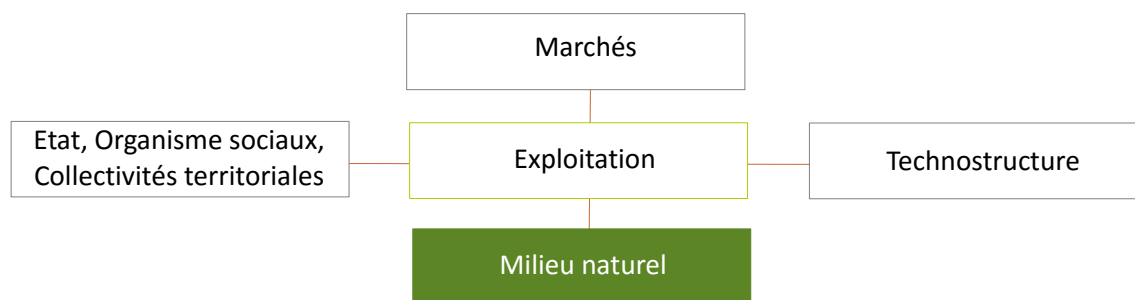 Marchés
Etat, Organisme sociaux,
Collectivités territoriales
Exploitation
Technostructure
Milieu naturel